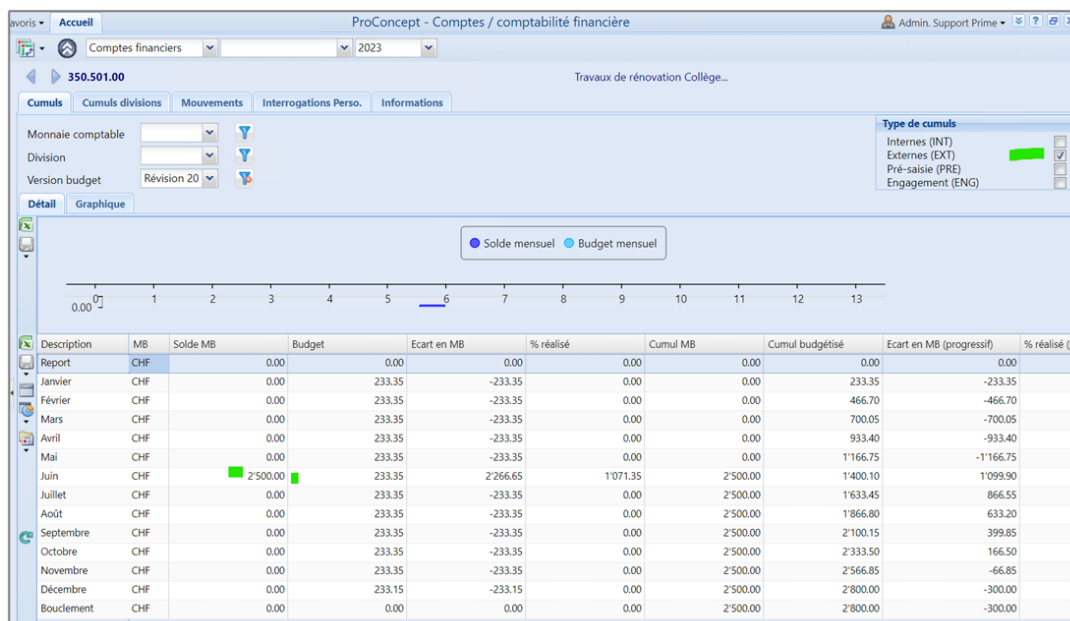 avoris Accueil ProConcept - Comptes / comptabilité financière Admin. Support Prime ?
Comptes financiers 2023
350.501.00 Travaux de rénovation Collège...
Cumuls Cumuls divisions Mouvements Interrogations Perso. Informations
Type de cumuls
Monnaie comptable
Internes (INT)
Division
Externes (EXT)
Pré-saisie (PRE)
Version budget Révision 20
Engagement (ENG)
Détail Graphique
Solde mensuel Budget mensuel
0.00
0 1 2 3 4 5 6 7 8 9 10 11 12 13
Description MB Solde MB Budget Ecart en MB % réalisé Cumul MB Cumul budgétisé Ecart en MB (progressif) % réalisé (
Report CHF 0.00 0.00 0.00 0.00 0.00 0.00 0.00
Janvier CHF 0.00 233.35 -233.35 0.00 0.00 233.35 -233.35
Février CHF 0.00 233.35 -233.35 0.00 0.00 466.70 -466.70
Mars CHF 0.00 233.35 -233.35 0.00 0.00 700.05 -700.05
Avril CHF 0.00 233.35 -233.35 0.00 0.00 933.40 -933.40
Mai CHF 0.00 233.35 -233.35 0.00 0.00 1'166.75 -1'166.75
Juin CHF 2'500.00 233.35 2'266.65 1'071.35 2'500.00 1'400.10 1'099.90
Juillet CHF 0.00 233.35 -233.35 0.00 2'500.00 1'633.45 866.55
Août CHF 0.00 233.35 -233.35 0.00 2'500.00 1'866.80 633.20
Septembre CHF 0.00 233.35 -233.35 0.00 2'500.00 2'100.15 399.85
Octobre CHF 0.00 233.35 -233.35 0.00 2'500.00 2'333.50 166.50
Novembre CHF 0.00 233.35 -233.35 0.00 2'500.00 2'566.85 -66.85
Décembre CHF 0.00 233.15 -233.15 0.00 2'500.00 2'800.00 -300.00
Bouclement CHF 0.00 0.00 0.00 0.00 2'500.00 2'800.00 -300.00